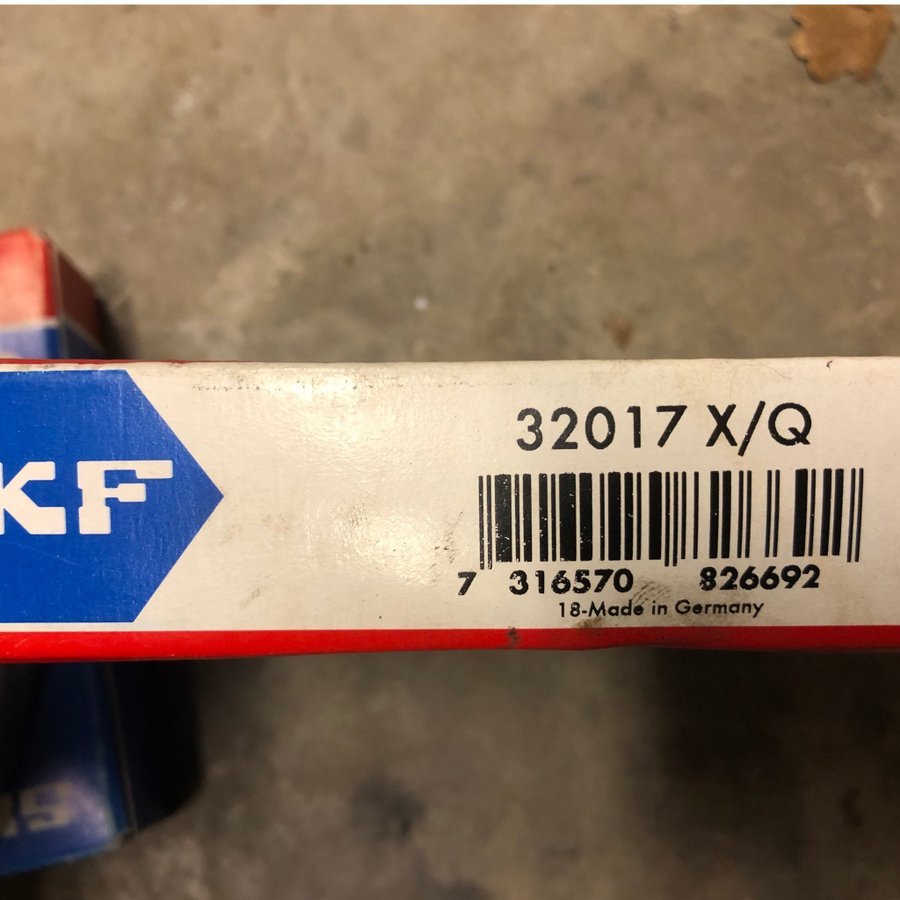 KF
32017 X/Q
7 316570 826692
18-Made in Germany